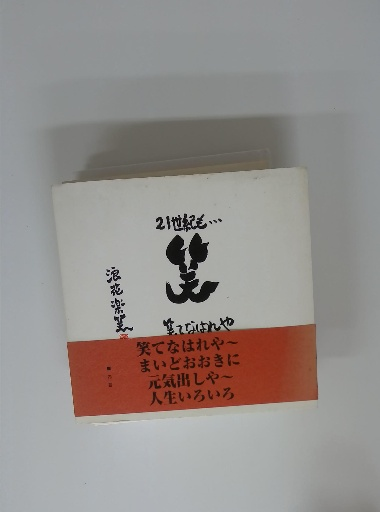 21世紀も…
笑
笑てなはれや
浪花楽笑
笑てなはれや～
まいどおおきに
元気出しや～
人生いろいろ